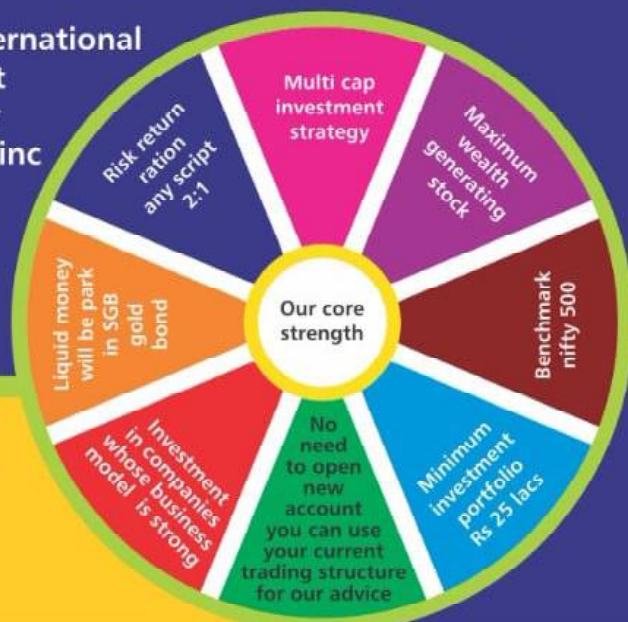 t
inc
Multi cap
investment
strategy
Maximum
wealth
generating
stock
Benchmark
nifty 500
Minimum
investment
portfolio
Rs 25 lacs
No
need
to open
new
account
you can use
your current
trading structure
for our advice
Investment
in companies
whose business
model is strong
Liquid money
will be park
in SGB
gold
bond
Risk return
ration
any script
2:1
Our core
strength